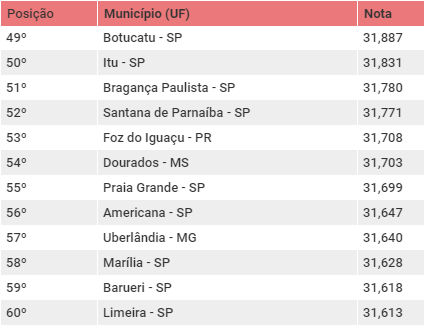 Posição Município (UF) Nota
49º Botucatu - SP 31,887
50º Itu - SP 31,831
51º Bragança Paulista - SP 31,780
52º Santana de Parnaíba - SP 31,771
53º Foz do Iguaçu - PR 31,708
54º Dourados - MS 31,703
55º Praia Grande - SP 31,699
56º Americana - SP 31,647
57º Uberlândia - MG 31,640
58º Marília - SP 31,628
59º Barueri - SP 31,618
60º Limeira - SP 31,613